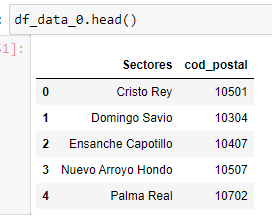 : df_data_0.head()
51]:
Sectores cod_postal
0 Cristo Rey 10501
1 Domingo Savio 10304
2 Ensanche Capotillo 10407
3 Nuevo Arroyo Hondo 10507
4 Palma Real 10702